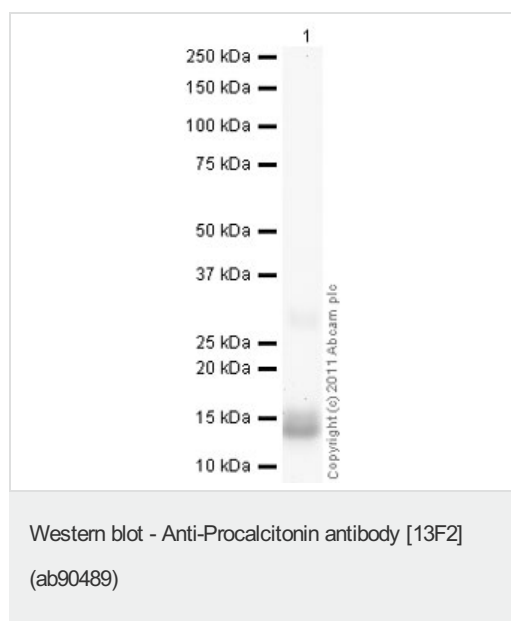 1
250 kDa
150 kDa
100 kDa
75 kDa
50 kDa
37 kDa
25 kDa
20 kDa
15 kDa
10 kDa
Copyright (c) 2011 Abcam plc
Western blot - Anti-Procalcitonin antibody [13F2]
(ab90489)